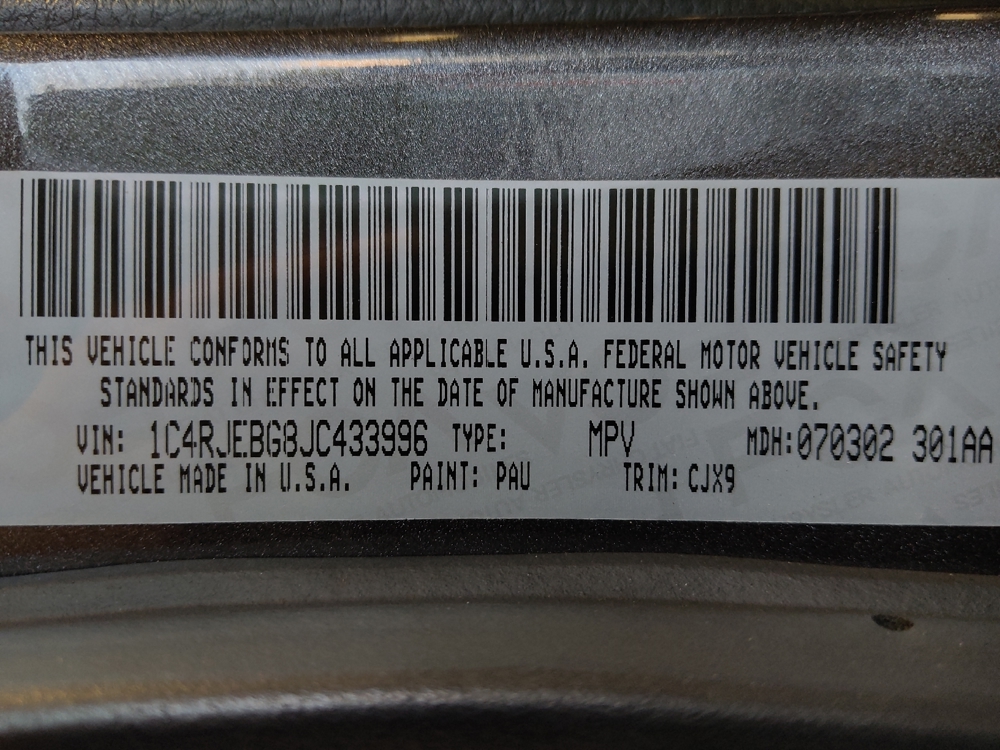 THIS VEHICLE CONFORMS TO ALL APPLICABLE U.S.A. FEDERAL MOTOR VEHICLE SAFETY
STANDARDS IN EFFECT ON THE DATE OF MANUFACTURE SHOWN ABOVE.
VIN: 1C4RJEBG8JC433996 TYPE: MPV MDH:070302 301AA
VEHICLE MADE IN U.S.A. PAINT: PAU TRIM: CJX9